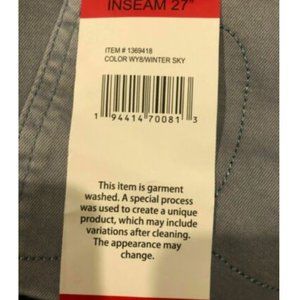 INSEAM 27"
ITEM # 1369418
COLOR WY8/WINTER SKY
1 94414 70081 3
This item is garment
washed. A special process
was used to create a unique
product, which may include
variations after cleaning.
The appearance may
change.